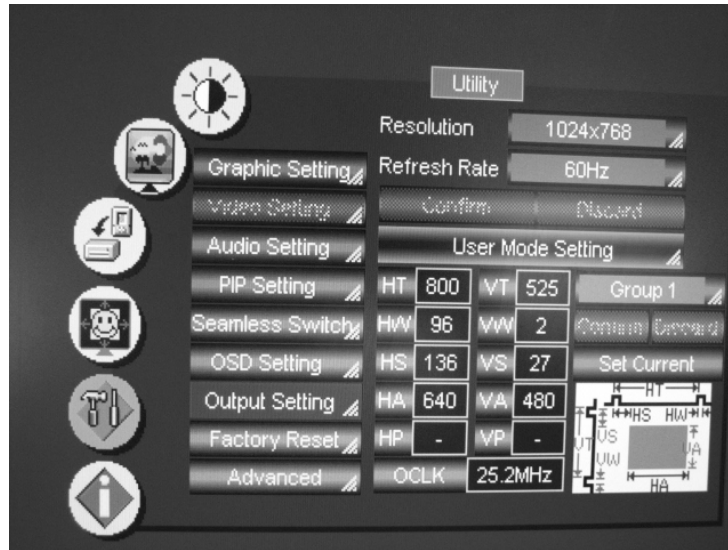 Utility
Resolution 1024x768
Graphic Setting Refresh Rate 60Hz
Video Setting Confirm Discard
Audio Setting User Mode Setting
PIP Setting HT 800 VT 525 Group 1
Seamless Switch HW 96 VW 2 Confirm Discard
OSD Setting HS 136 VS 27 Set Current
Output Setting HA 640 VA 480
Factory Reset HP - VP -
Advanced OCLK 25.2MHz
HT
HS HW
VT VS VA
VW
HA